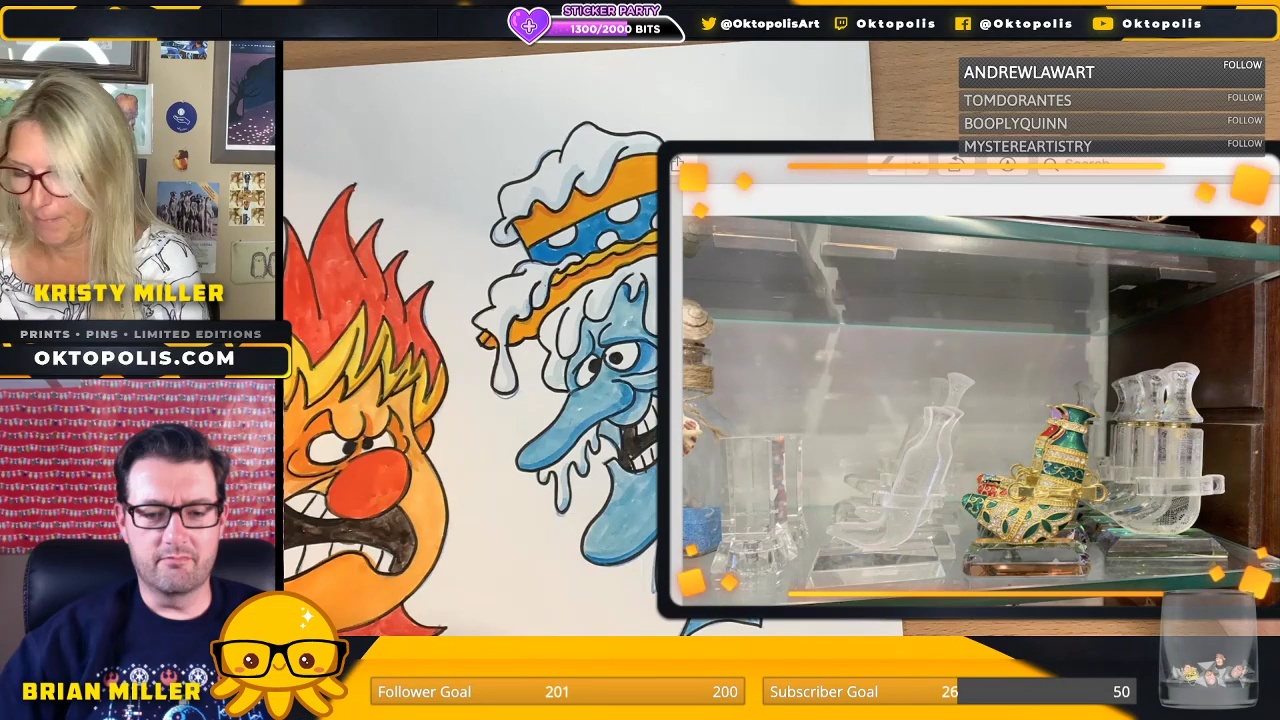 STICKER PARTY
1300/2000 BITS
@OktopolisArt
Oktopolis
@Oktopolis
Oktopolis
ANDREWLAWART FOLLOW
TOMDORANTES FOLLOW
BOOPLYQUINN FOLLOW
MYSTEREARTISTRY FOLLOW
Search
KRISTY MILLER
PRINTS • PINS • LIMITED EDITIONS
OKTOPOLIS.COM
BRIAN MILLER
Follower Goal 201 200
Subscriber Goal 26 50